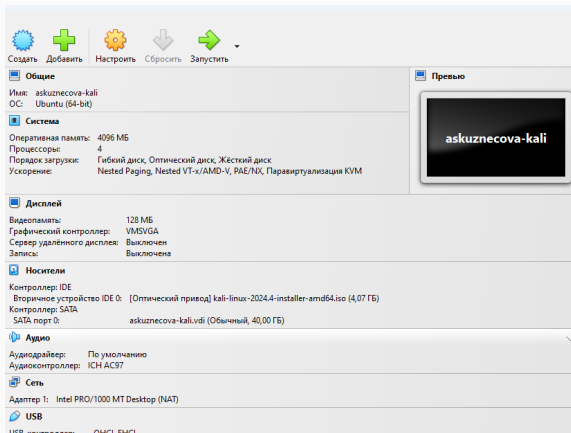 Создать Добавить Настроить Сбросить Запустить
Общие
Имя: askuznecova-kali
ОС: Ubuntu (64-bit)
Превью
askuznecova-kali
Система
Оперативная память: 4096 МБ
Процессоры: 4
Порядок загрузки: Гибкий диск, Оптический диск, Жёсткий диск
Ускорение: Nested Paging, Nested VT-x/AMD-V, PAE/NX, Паравиртуализация KVM
Дисплей
Видеопамять: 128 МБ
Графический контроллер: VMSVGA
Сервер удалённого дисплея: Выключен
Запись: Выключена
Носители
Контроллер: IDE
Вторичное устройство IDE 0: [Оптический привод] kali-linux-2024.4-installer-amd64.iso (4,07 ГБ)
Контроллер: SATA
SATA порт 0: askuznecova-kali.vdi (Обычный, 40,00 ГБ)
Аудио
Аудиодрайвер: По умолчанию
Аудиоконтроллер: ICH AC97
Сеть
Адаптер 1: Intel PRO/1000 MT Desktop (NAT)
USB
USB-контроллер: OHCI, EHCI